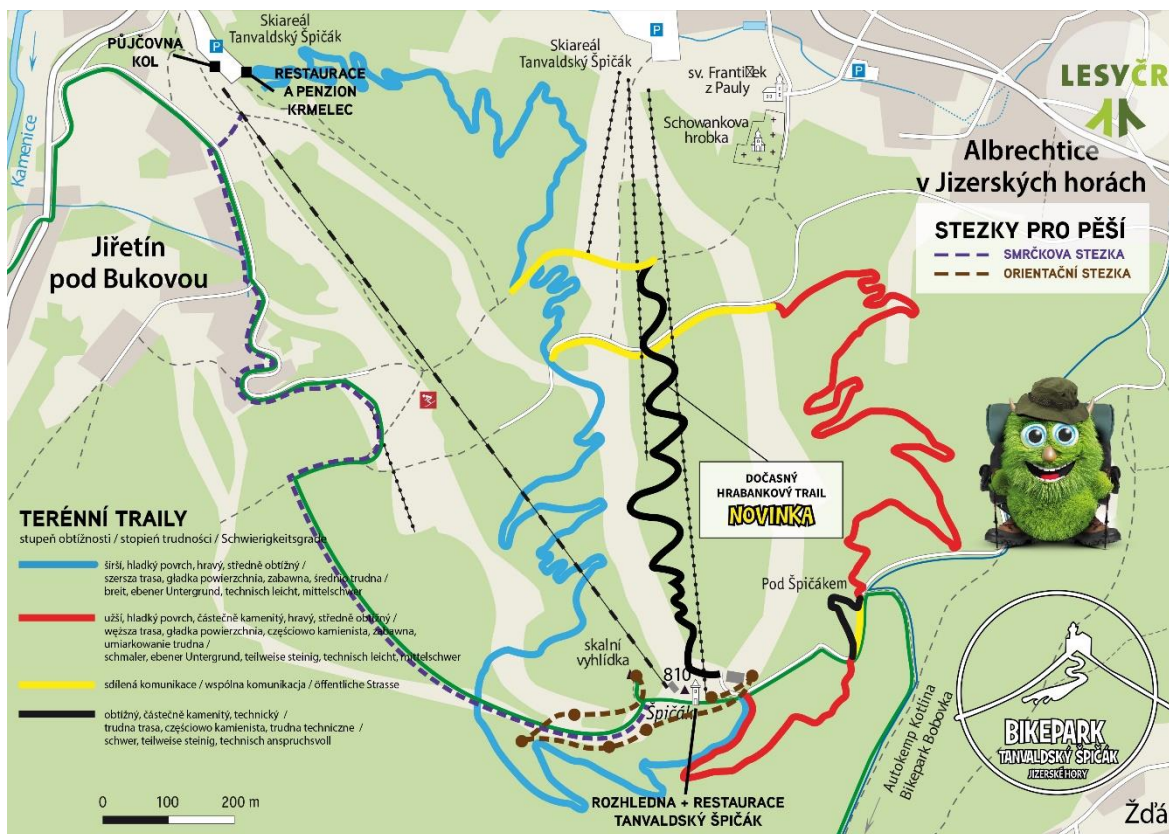 Skiareál
Tanvaldský Špičák
P
PŮJČOVNA
KOL
RESTAURACE
A PENZION
KRMELEC
Kamenice
Skiareál
Tanvaldský Špičák
P
sv. František
z Pauly
P
Schowankova
hrobka
LESY ČR
Albrechtice
v Jizerských horách
STEZKY PRO PĚŠÍ
SMRČKOVA STEZKA
ORIENTAČNÍ STEZKA
Jiřetín
pod Bukovou
DOČASNÝ
HRABANKOVÝ TRAIL
NOVINKA
TERÉNNÍ TRAILY
stupeň obtížnosti / stopień trudności / Schwierigkeitsgrade
širší, hladký povrch, hravý, středně obtížný /
szersza trasa, gładka powierzchnia, zabawna, średnio trudna /
breit, ebener Untergrund, technisch leicht, mittelschwer
užší, hladký povrch, částečně kamenitý, hravý, středně obtížný /
węższa trasa, gładka powierzchnia, częściowo kamienista, zabawna,
umiarkowanie trudna /
schmaler, ebener Untergrund, teilweise steinig, technisch leicht, mittelschwer
sdílená komunikace / wspólna komunikacja / öffentliche Strasse
obtížný, částečně kamenitý, technický /
trudna trasa, częściowo kamienista, trudna techniczne /
schwer, teilweise steinig, technisch anspruchsvoll
0 100 200 m
Pod Špičákem
skalní
vyhlídka
810
Špičák
ROZHLEDNA + RESTAURACE
TANVALDSKÝ ŠPIČÁK
Autokemp Kotlina
Bikepark Bobovka
BIKEPARK
TANVALDSKÝ ŠPIČÁK
JIZERSKÉ HORY
Žďá